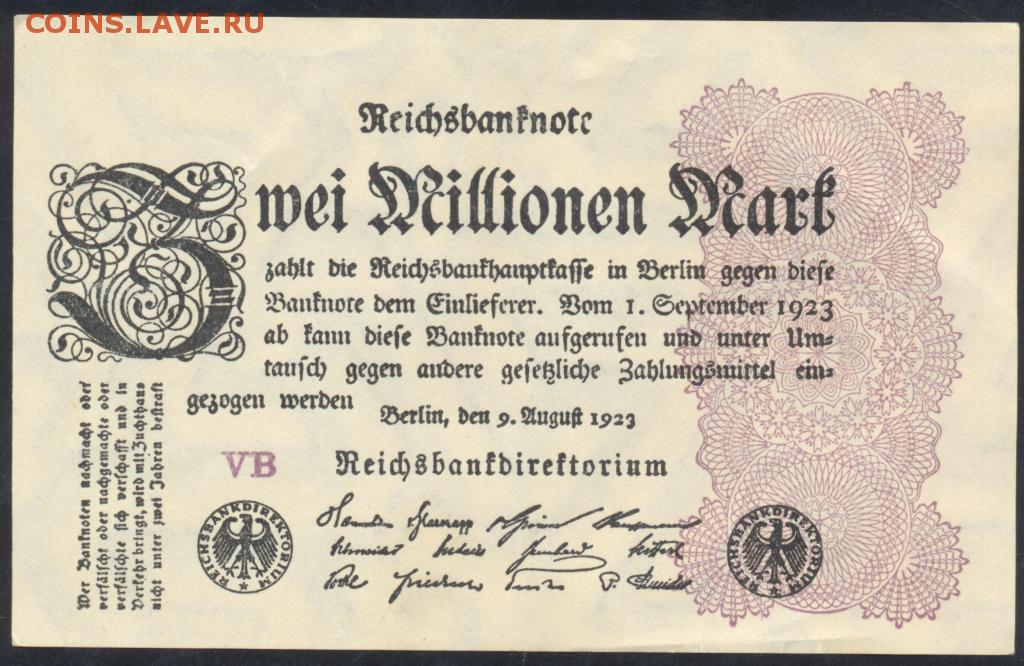 COINS.LAVE.RU
Reichsbanknote
Zwei Millionen Mark
zahlt die Reichsbankhauptkasse in Berlin gegen diese
Banknote dem Einlieferer. Vom 1. September 1923
ab kann diese Banknote aufgerufen und unter Um-
tausch gegen andere gesetzliche Zahlungsmittel ein-
gezogen werden
Berlin, den 9. August 1923
VB
Reichsbankdirektorium
Wer Banknoten nachmacht oder
verfälscht oder nachgemachte oder
verfälschte sich verschafft und in
Verkehr bringt, wird mit Zuchthaus
nicht unter zwei Jahren bestraft
REICHSBANKDIREKTORIUM
REICHSBANKDIREKTORIUM